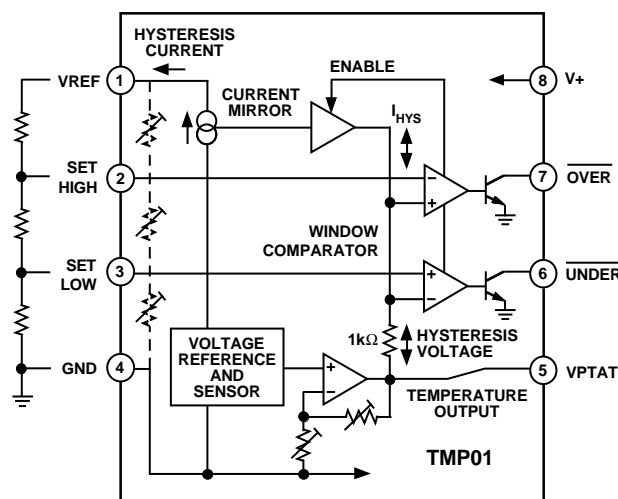 HYSTERESIS
CURRENT
VREF
1
CURRENT
MIRROR
ENABLE
8
V+
IHYS
SET
HIGH
2
–
+
7
OVER
WINDOW
COMPARATOR
SET
LOW
3
+
–
6
UNDER
1kΩ
HYSTERESIS
VOLTAGE
GND
4
VOLTAGE
REFERENCE
AND
SENSOR
+
–
5
VPTAT
TEMPERATURE
OUTPUT
TMP01